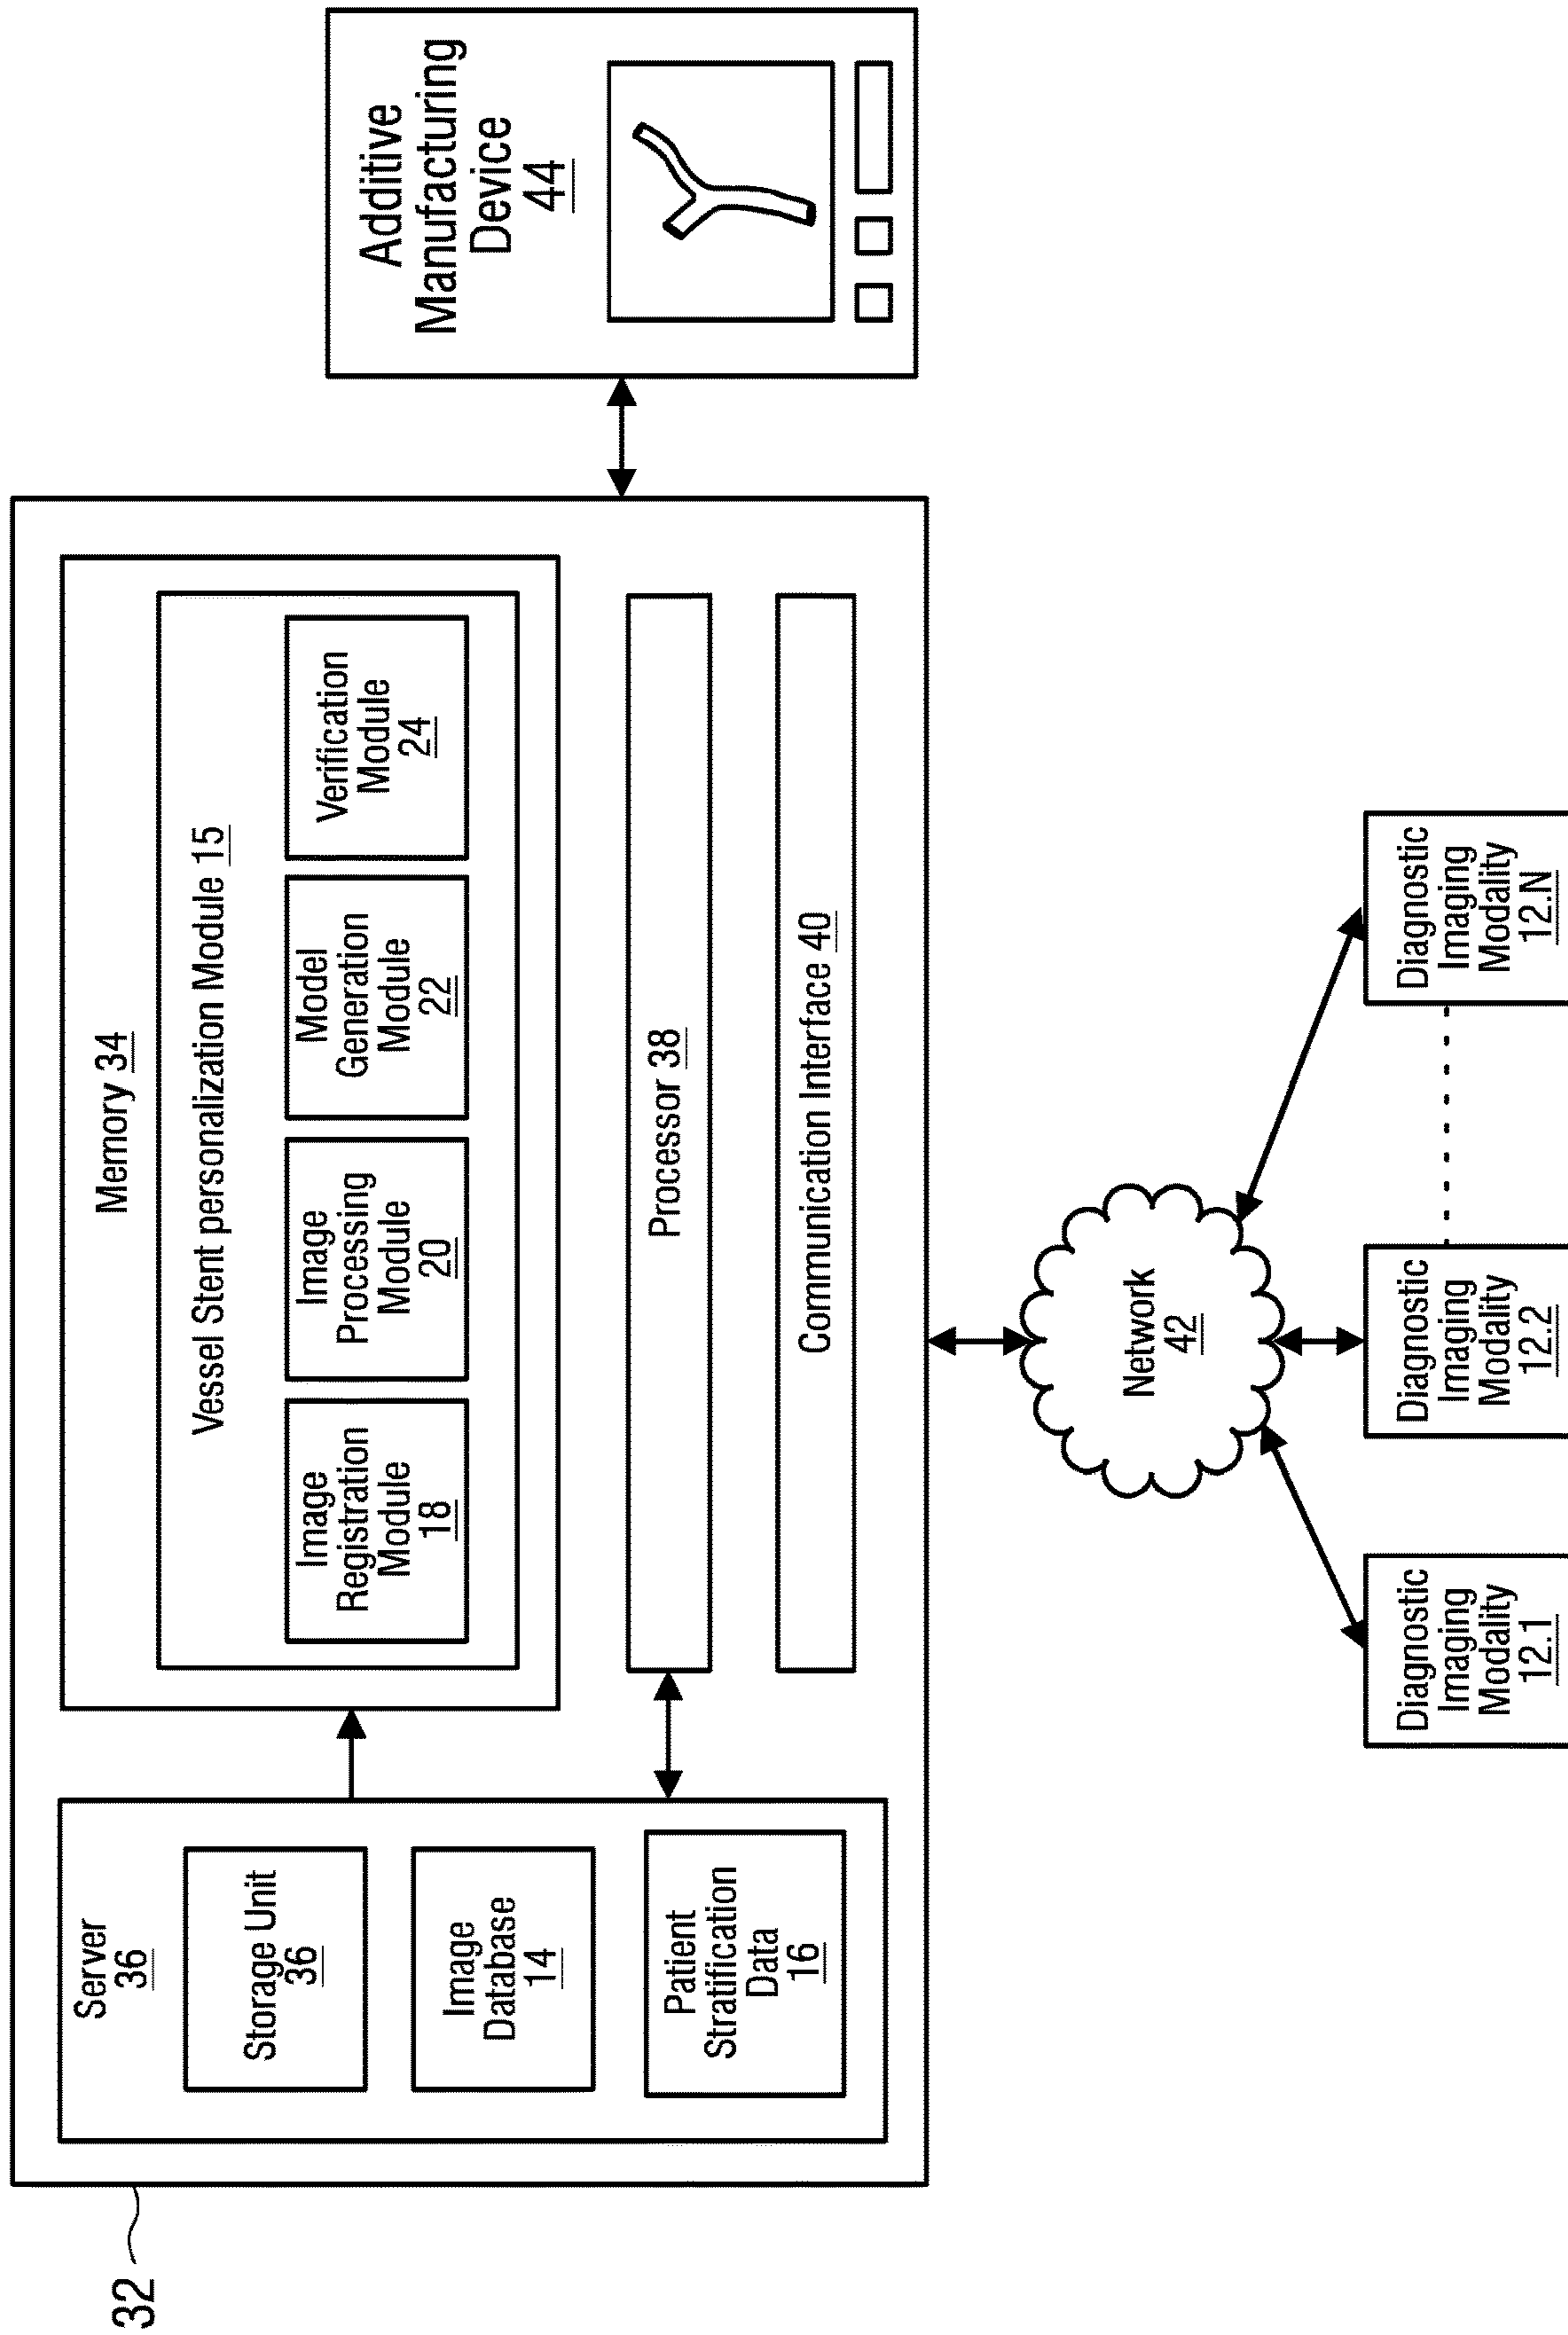 32
Server
36
Storage Unit
36
Image
Database
14
Patient
Stratification
Data
16
Memory 34
Vessel Stent personalization Module 15
Image
Registration
Module
18
Image
Processing
Module
20
Model
Generation
Module
22
Verification
Module
24
Processor 38
Communication Interface 40
Additive
Manufacturing
Device
44
Network
42
Diagnostic
Imaging
Modality
12.1
Diagnostic
Imaging
Modality
12.2
Diagnostic
Imaging
Modality
12.N